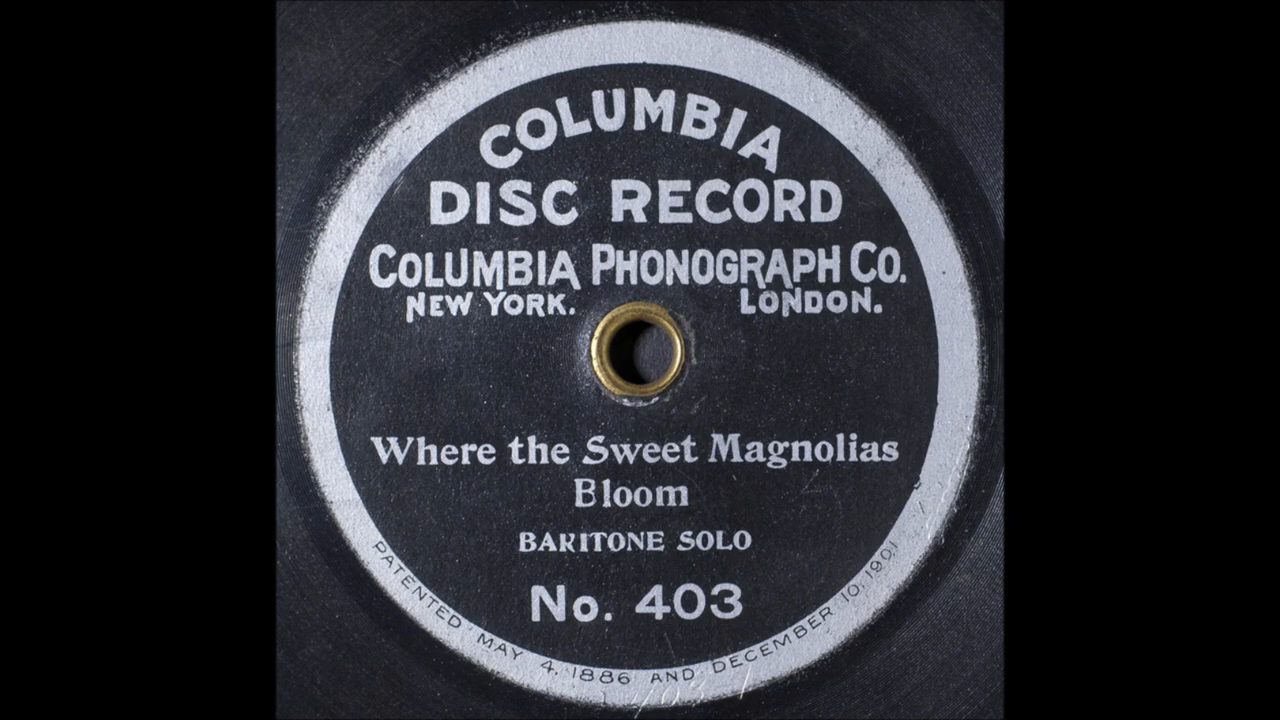 COLUMBIA
DISC RECORD
COLUMBIA PHONOGRAPH CO.
NEW YORK. LONDON.
Where the Sweet Magnolias
Bloom
BARITONE SOLO
No. 403
PATENTED MAY 4, 1886 AND DECEMBER 10, 1901